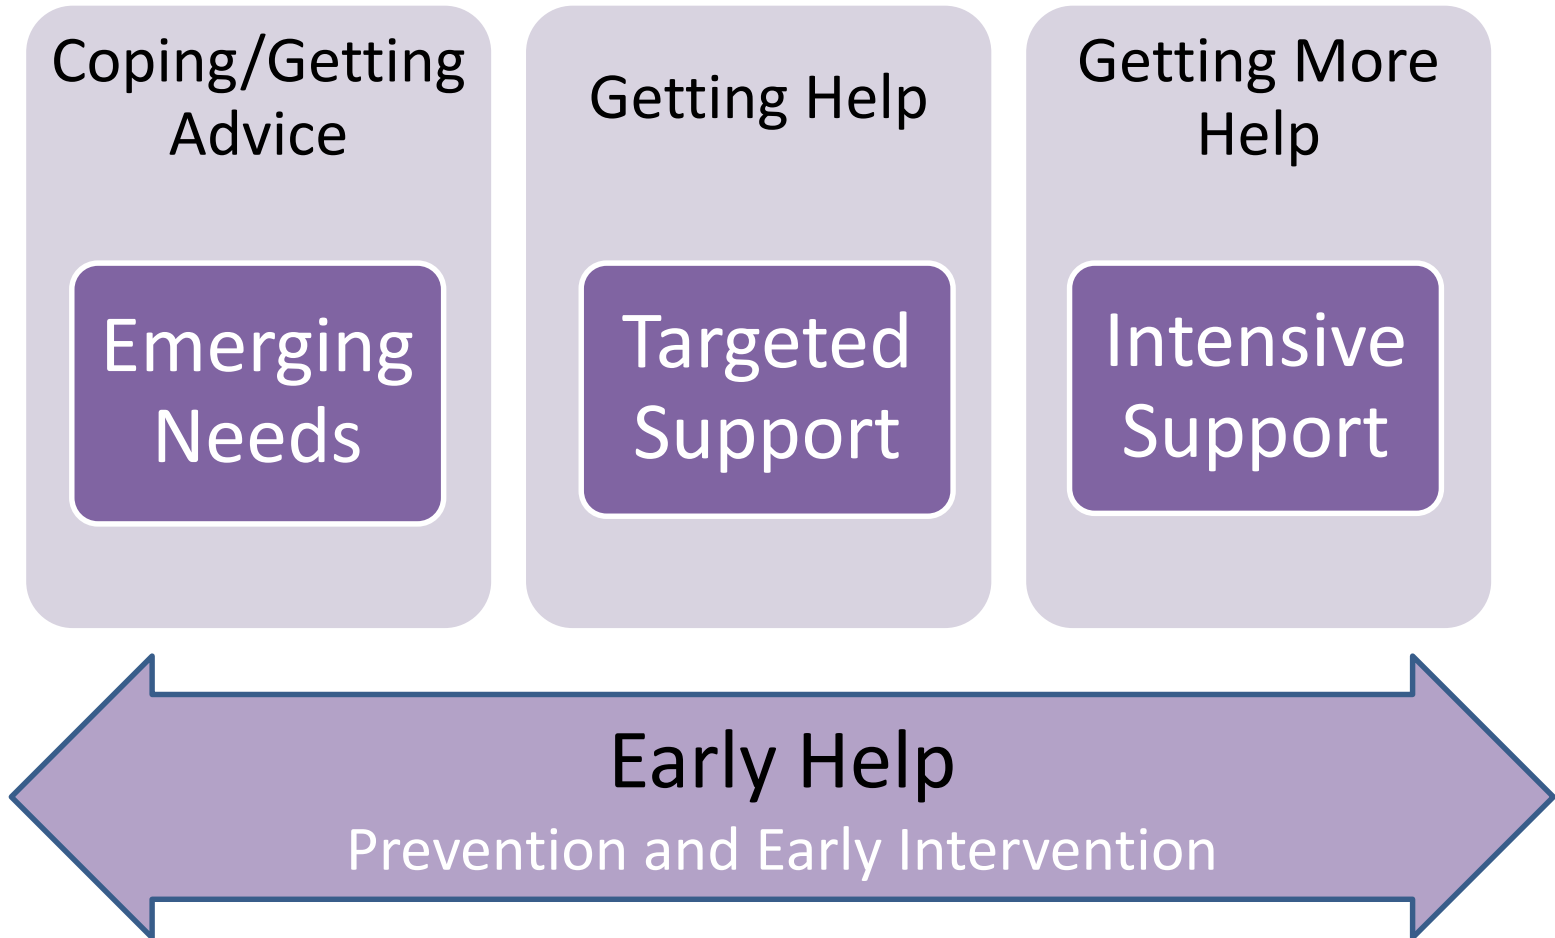 Coping/Getting
Advice
Emerging
Needs
Getting Help
Targeted
Support
Getting More
Help
Intensive
Support
Early Help
Prevention and Early Intervention